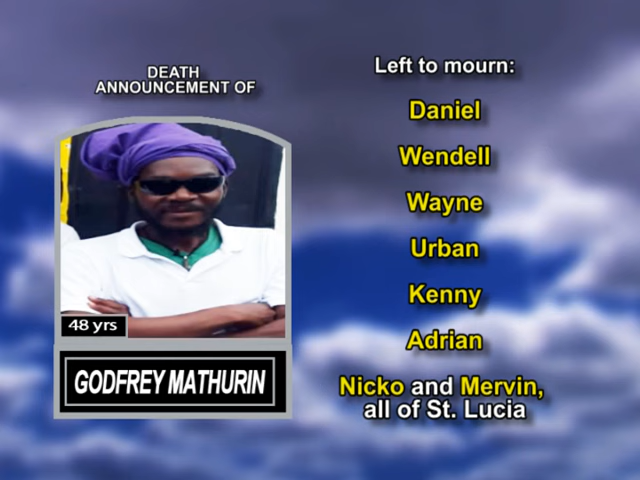 DEATH
ANNOUNCEMENT OF
48 yrs
GODFREY MATHURIN
Left to mourn:
Daniel
Wendell
Wayne
Urban
Kenny
Adrian
Nicko and Mervin,
all of St. Lucia